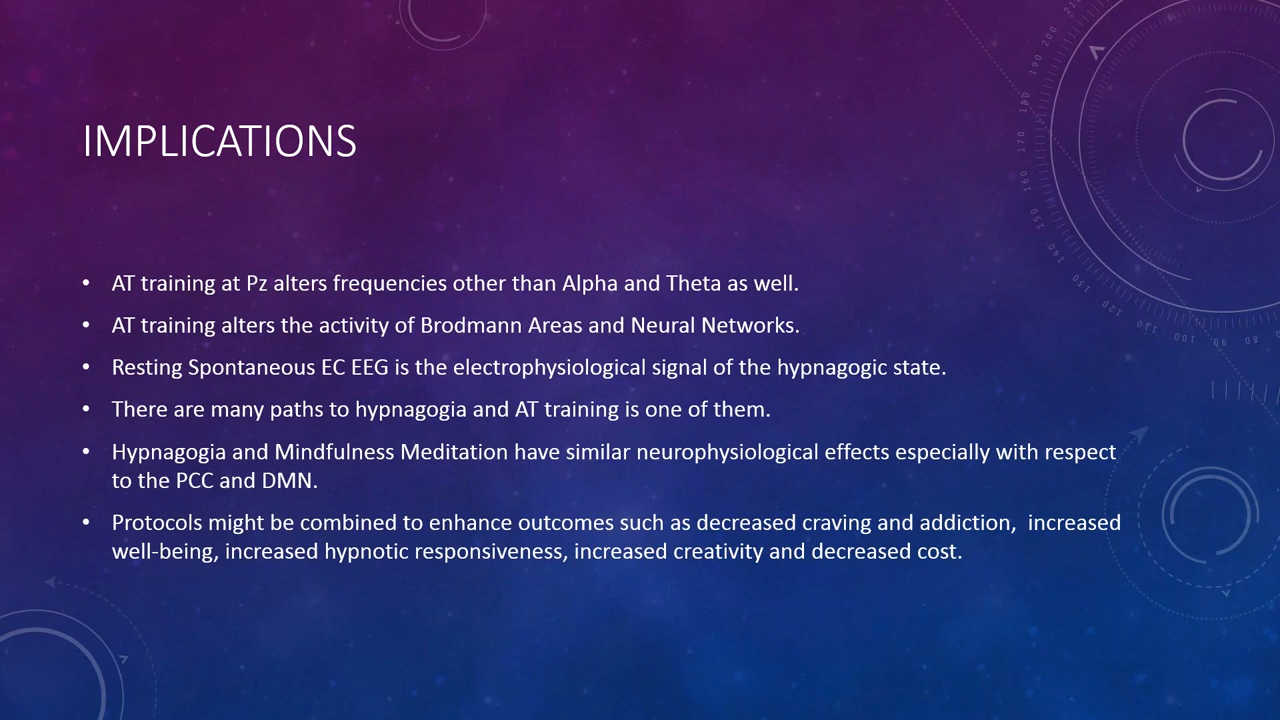 IMPLICATIONS
• AT training at Pz alters frequencies other than Alpha and Theta as well.
• AT training alters the activity of Brodmann Areas and Neural Networks.
• Resting Spontaneous EC EEG is the electrophysiological signal of the hypnagogic state.
• There are many paths to hypnagogia and AT training is one of them.
• Hypnagogia and Mindfulness Meditation have similar neurophysiological effects especially with respect
to the PCC and DMN.
• Protocols might be combined to enhance outcomes such as decreased craving and addiction,  increased
well-being, increased hypnotic responsiveness, increased creativity and decreased cost.